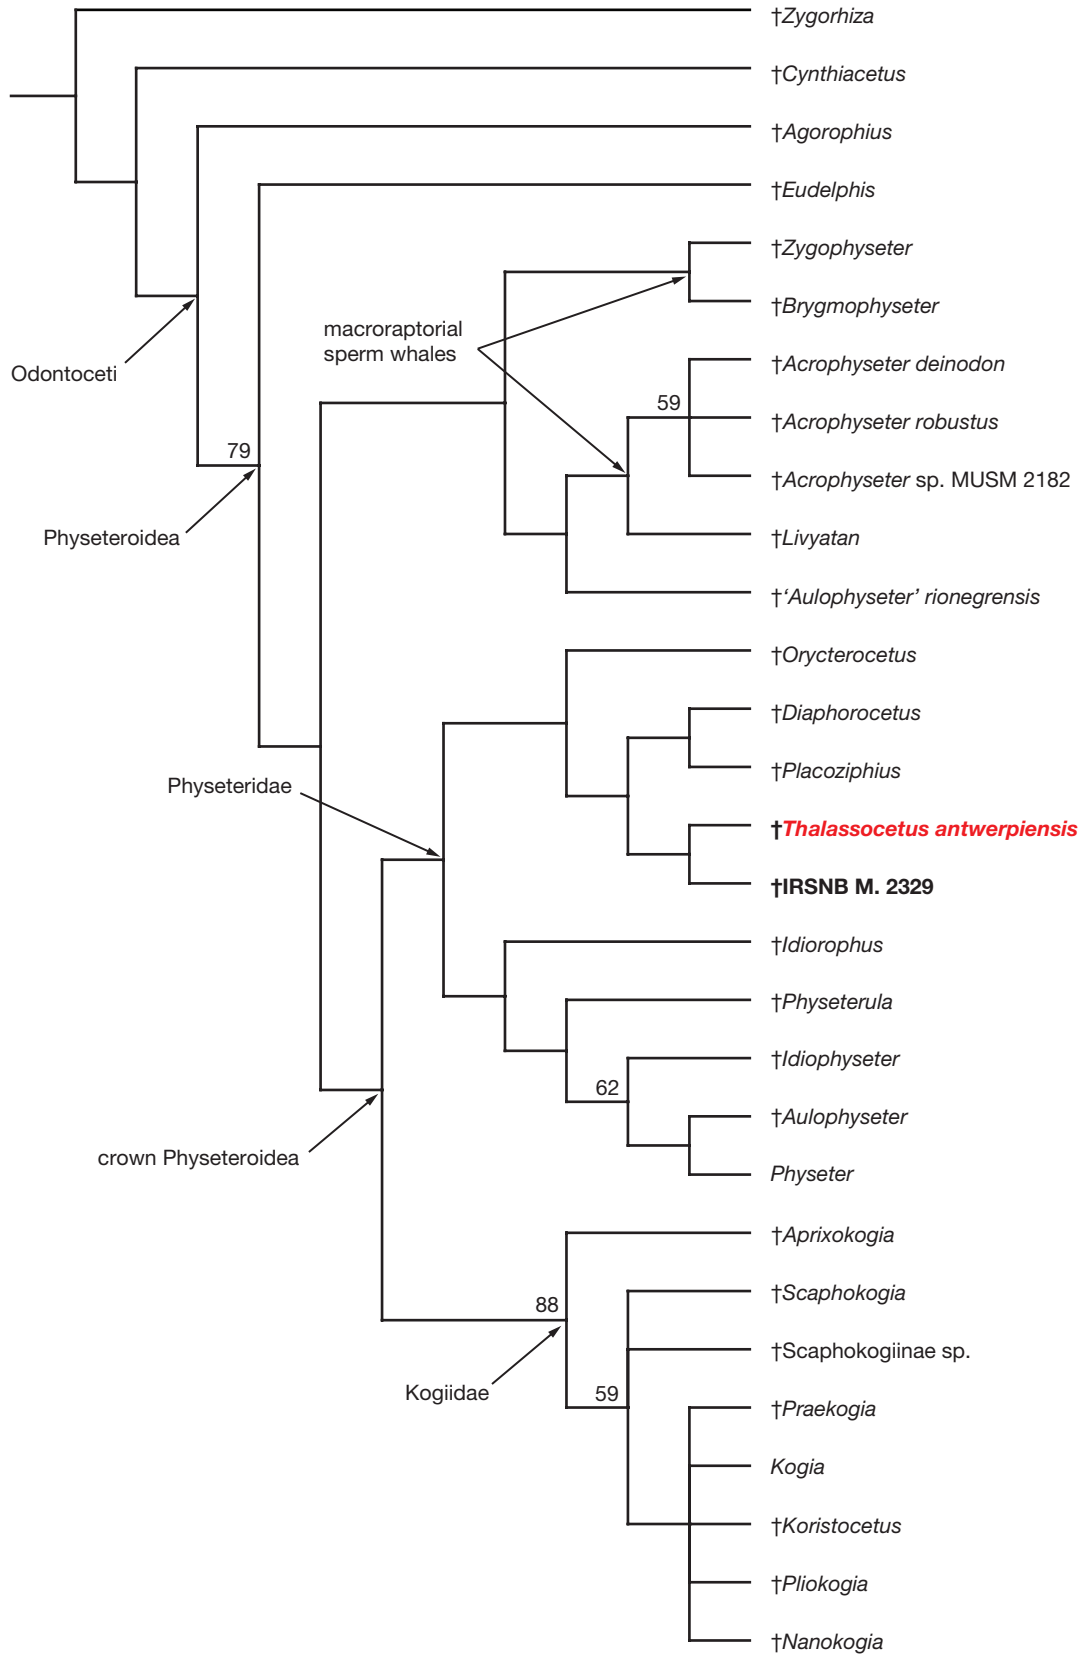 †Zygorhiza
†Cynthiacetus
†Agorophius
†Eudelphis
†Zygophyseter
†Brygmophyseter
macroraptorial
sperm whales
†Acrophyseter deinodon
Odontoceti
59
†Acrophyseter robustus
79
†Acrophyseter sp. MUSM 2182
Physeteroidea
†Livyatan
†‘Aulophyseter’ rionegrensis
†Orycterocetus
†Diaphorocetus
†Placoziphius
Physeteridae
†Thalassocetus antwerpiensis
†IRSNB M. 2329
†Idiorophus
†Physeterula
†Idiophyseter
62
†Aulophyseter
crown Physeteroidea
Physeter
†Aprixokogia
†Scaphokogia
88
†Scaphokogiinae sp.
Kogiidae
59
†Praekogia
Kogia
†Koristocetus
†Pliokogia
†Nanokogia